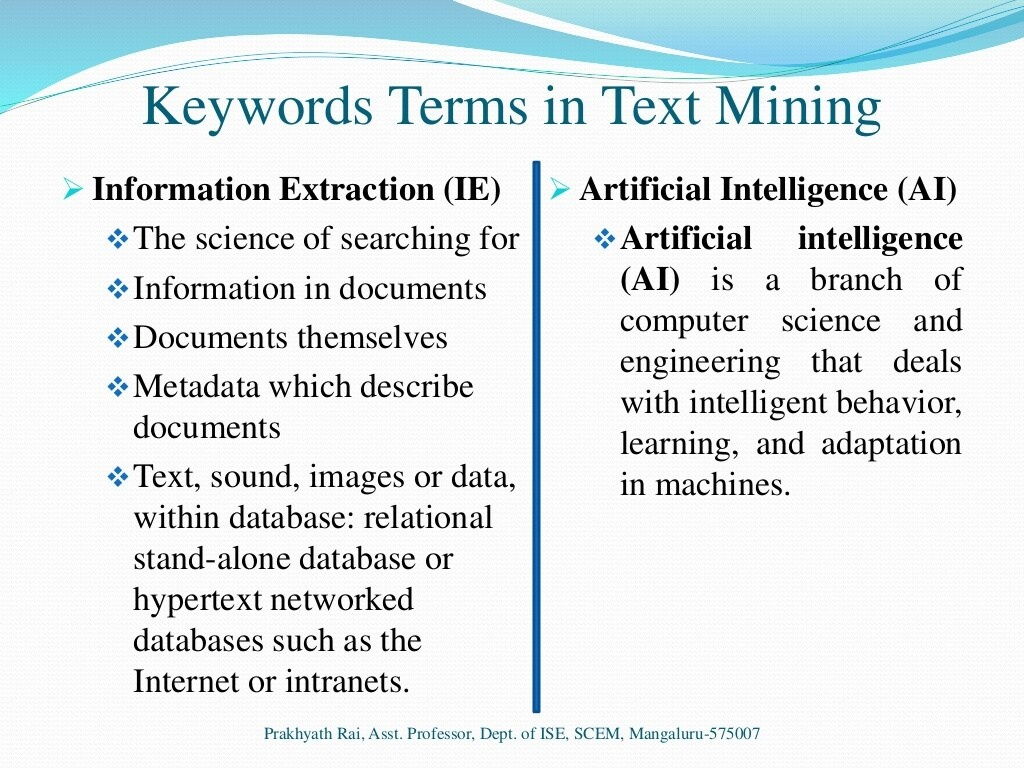 Keywords Terms in Text Mining
Information Extraction (IE)
The science of searching for
Information in documents
Documents themselves
Metadata which describe
documents
Text, sound, images or data,
within database: relational
stand-alone database or
hypertext networked
databases such as the
Internet or intranets.
Artificial Intelligence (AI)
Artificial intelligence
(AI) is a branch of
computer science and
engineering that deals
with intelligent behavior,
learning, and adaptation
in machines.
Prakhyath Rai, Asst. Professor, Dept. of ISE, SCEM, Mangaluru-575007